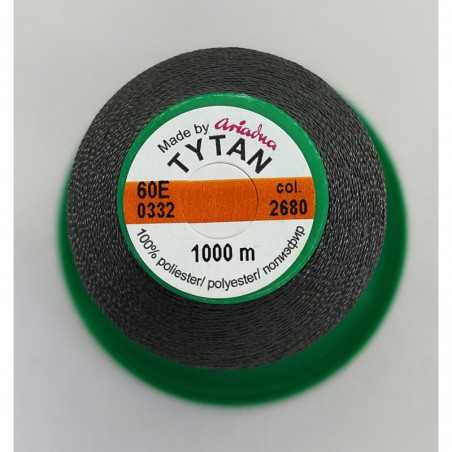 Made by Ariadna
TYTAN
60E col.
0332 2680
1000 m
100% poliester/ polyester/ полиэфир